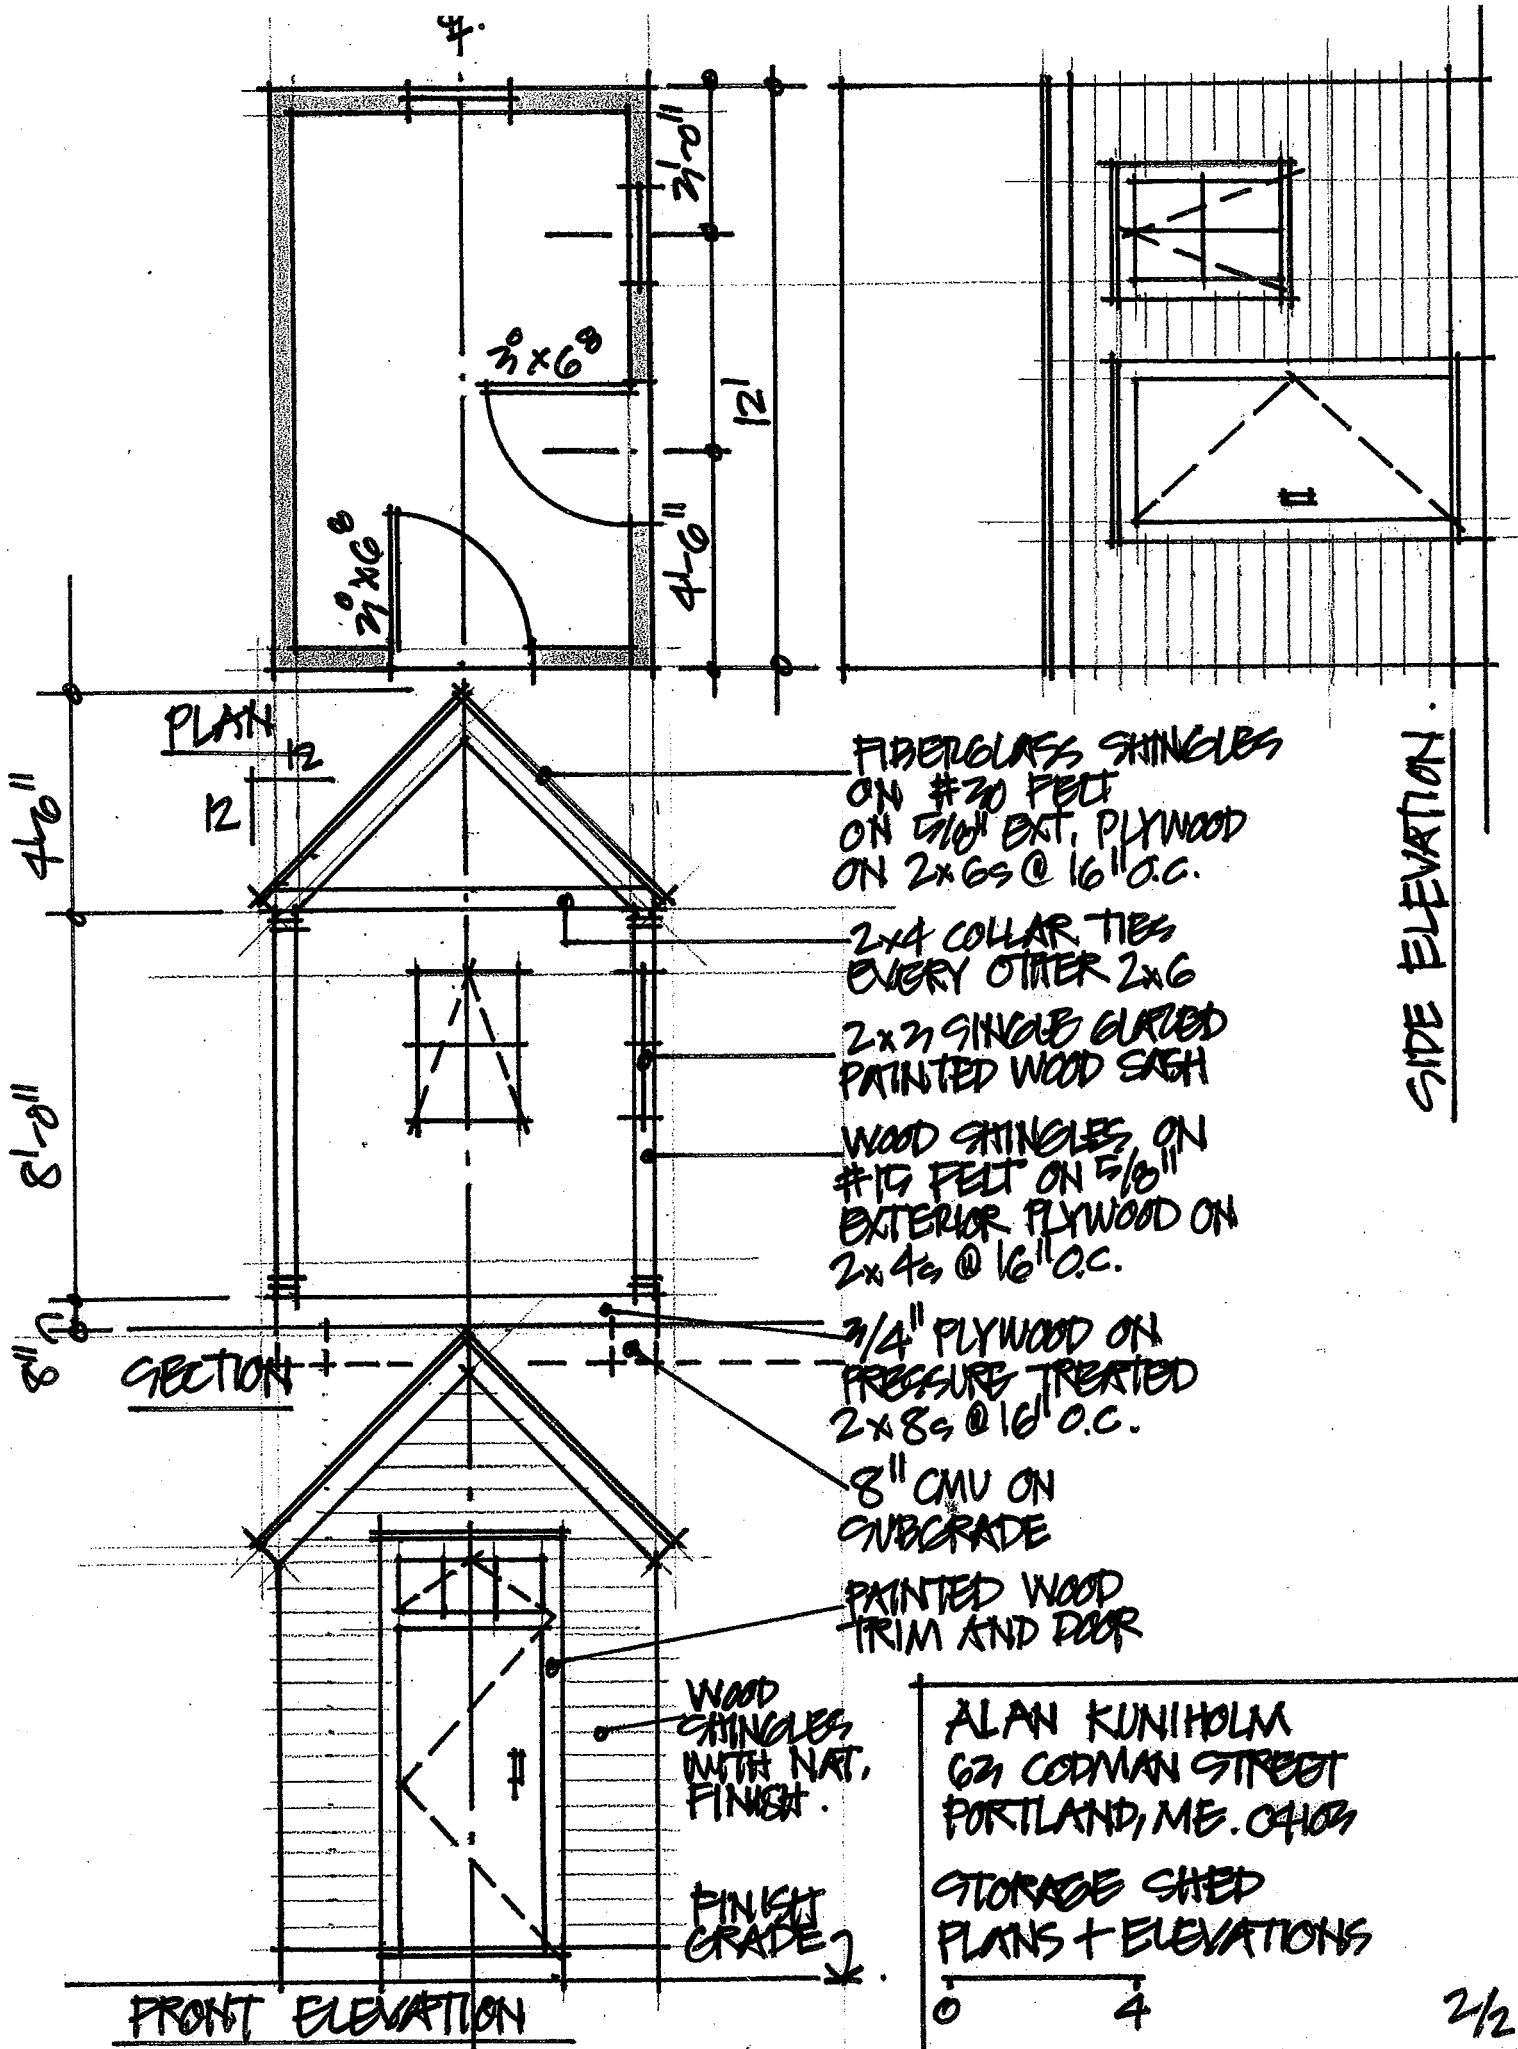 3'-0"
3⁰ x 6⁸
12'
3⁰ x 6⁸
4'-6"
PLAN
12
12
4'-6"
8'-0"
8"
SECTION
FIBERGLASS SHINGLES
ON #30 FELT
ON 5/8" EXT. PLYWOOD
ON 2x6s @ 16" O.C.
2x4 COLLAR TIES
EVERY OTHER 2x6
2x3 SINGLE GLAZED
PAINTED WOOD SASH
WOOD SHINGLES ON
#15 FELT ON 5/8"
EXTERIOR PLYWOOD ON
2x4s @ 16" O.C.
3/4" PLYWOOD ON
PRESSURE TREATED
2x8s @ 16" O.C.
8" CMU ON
SUBGRADE
PAINTED WOOD
TRIM AND DOOR
WOOD
SHINGLES
WITH NAT.
FINISH.
FINISH
GRADE
FRONT ELEVATION
SIDE ELEVATION.
ALAN KUNIHOLM
63 CODMAN STREET
PORTLAND, ME. 04103
STORAGE SHED
PLANS + ELEVATIONS
0 4
2/2